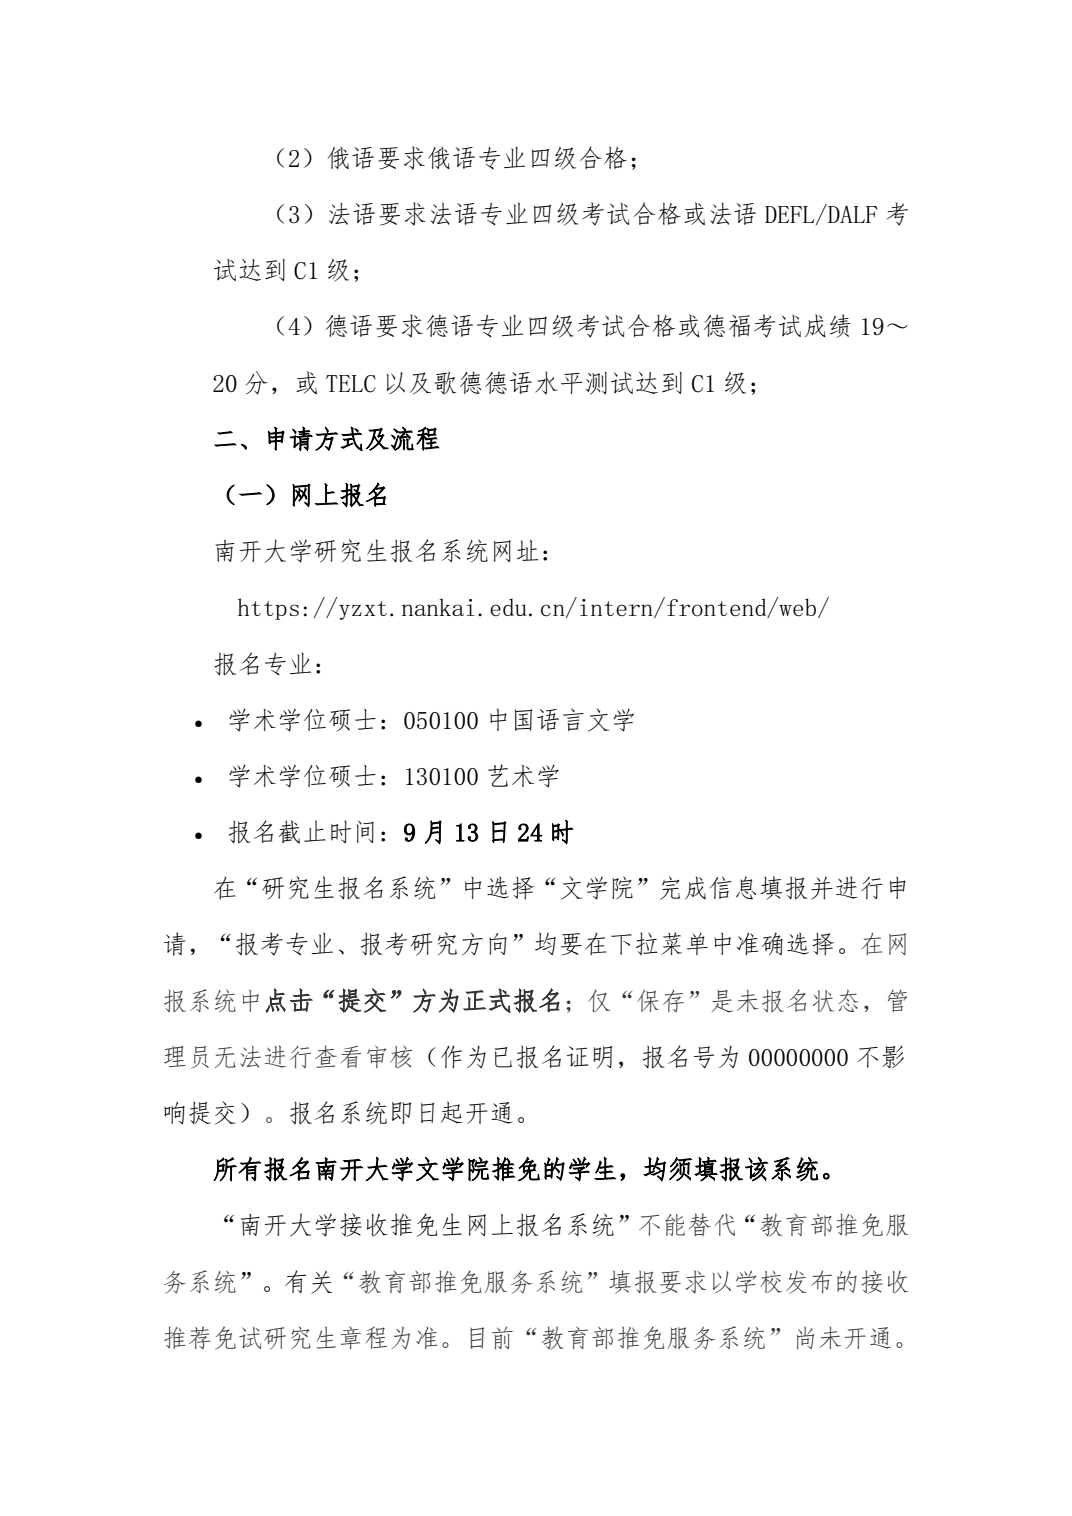 （2）俄语要求俄语专业四级合格；
（3）法语要求法语专业四级考试合格或法语 DEFL/DALF 考
试达到 C1 级；
（4）德语要求德语专业四级考试合格或德福考试成绩 19～
20 分，或 TELC 以及歌德德语水平测试达到 C1 级；
二、申请方式及流程
（一）网上报名
南开大学研究生报名系统网址：
https://yzxt.nankai.edu.cn/intern/frontend/web/
报名专业：
• 学术学位硕士：050100 中国语言文学
• 学术学位硕士：130100 艺术学
• 报名截止时间：9 月 13 日 24 时
在“研究生报名系统”中选择“文学院”完成信息填报并进行申
请，“报考专业、报考研究方向”均要在下拉菜单中准确选择。在网
报系统中点击“提交”方为正式报名；仅“保存”是未报名状态，管
理员无法进行查看审核（作为已报名证明，报名号为 00000000 不影
响提交）。报名系统即日起开通。
所有报名南开大学文学院推免的学生，均须填报该系统。
“南开大学接收推免生网上报名系统”不能替代“教育部推免服
务系统”。有关“教育部推免服务系统”填报要求以学校发布的接收
推荐免试研究生章程为准。目前“教育部推免服务系统”尚未开通。